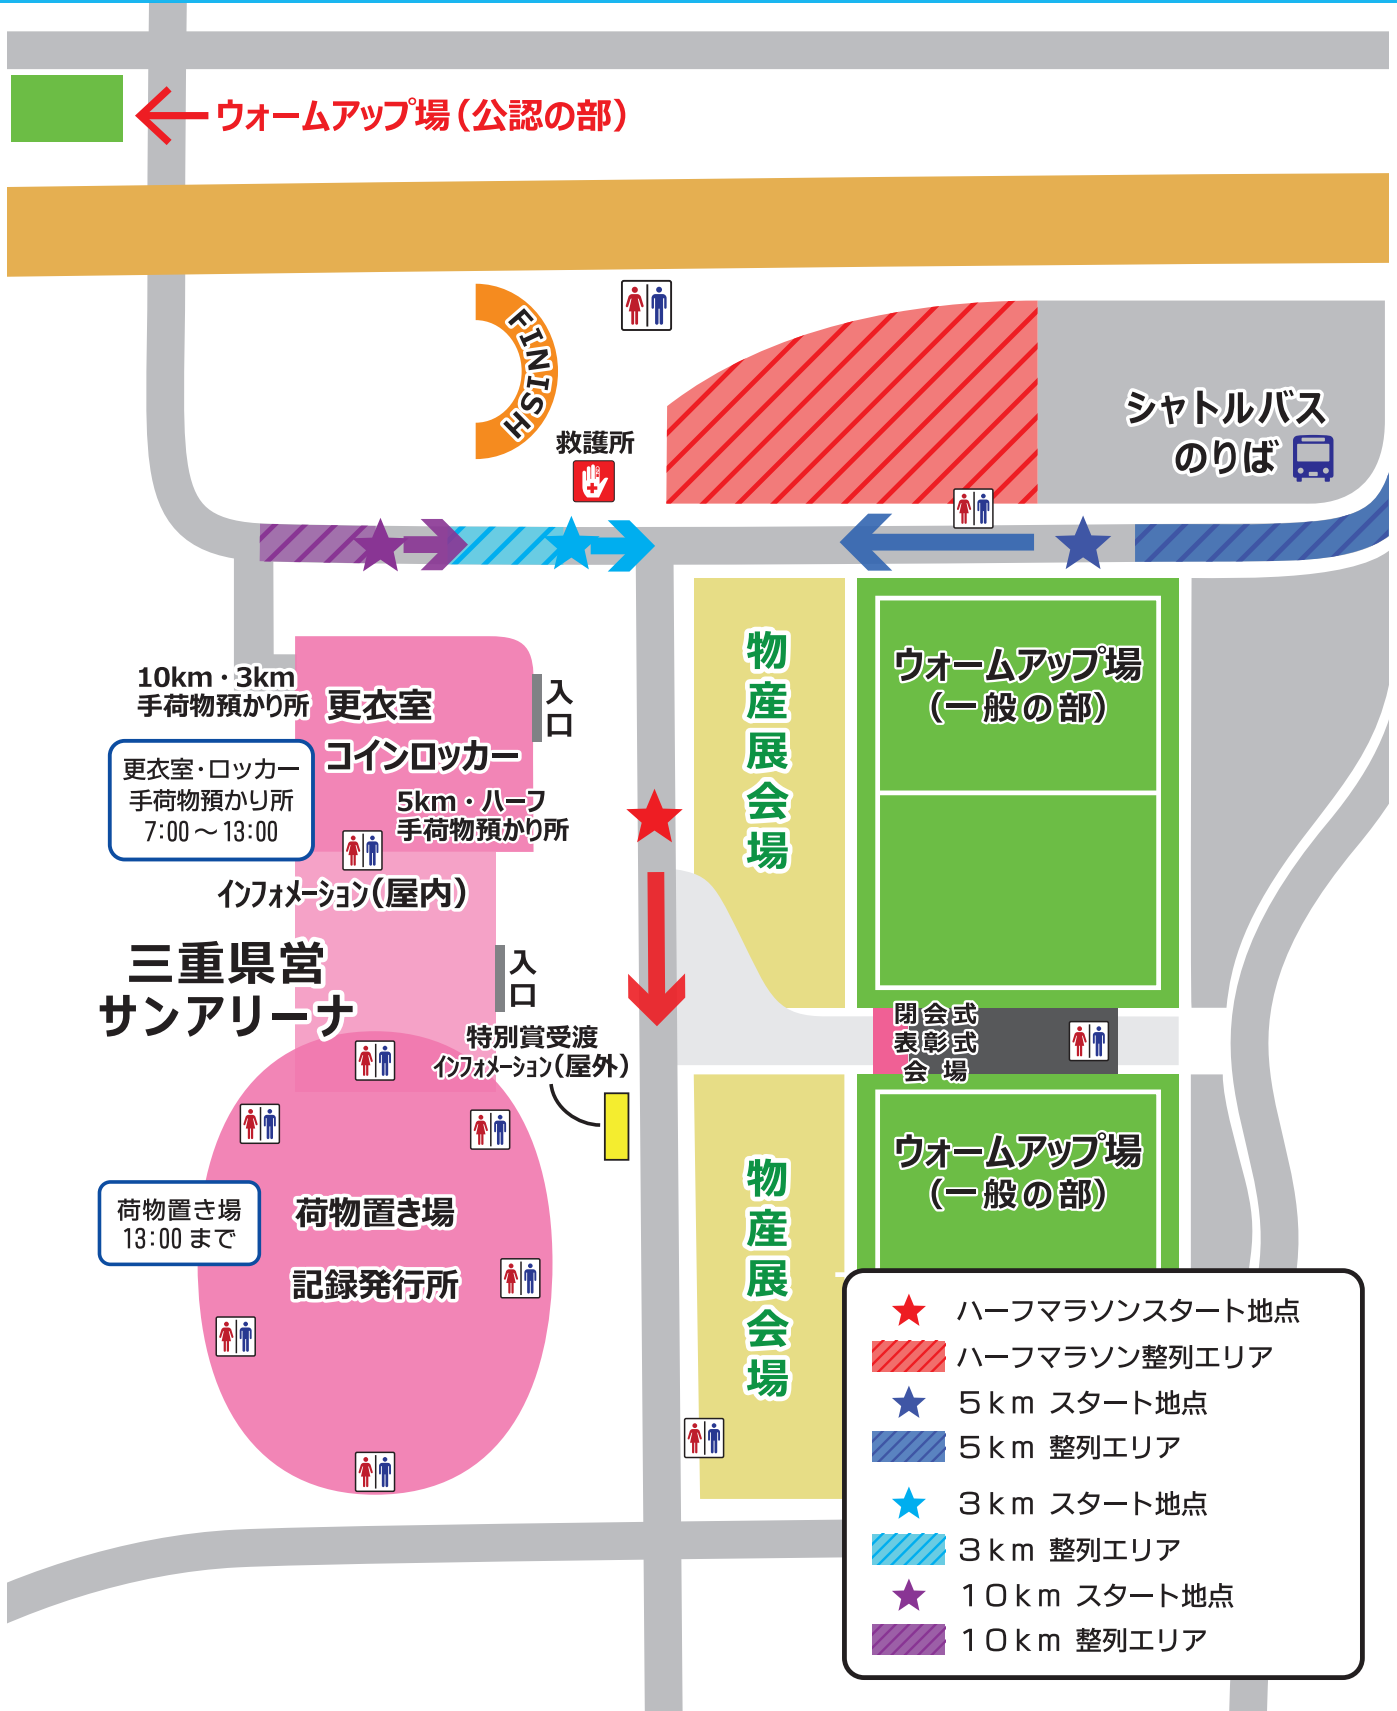 ウォームアップ場（公認の部）
FINISH
救護所
シャトルバス
のりば
10km・3km
手荷物預かり所
更衣室
コインロッカー
入口
5km・ハーフ
手荷物預かり所
更衣室・ロッカー
手荷物預かり所
7:00～13:00
インフォメーション（屋内）
三重県営
サンアリーナ
入口
特別賞受渡
インフォメーション（屋外）
荷物置き場
13:00まで
荷物置き場
記録発行所
物産展会場
ウォームアップ場
（一般の部）
閉会式
表彰式
会場
物産展会場
ウォームアップ場
（一般の部）
ハーフマラソンスタート地点
ハーフマラソン整列エリア
5km スタート地点
5km 整列エリア
3km スタート地点
3km 整列エリア
10km スタート地点
10km 整列エリア